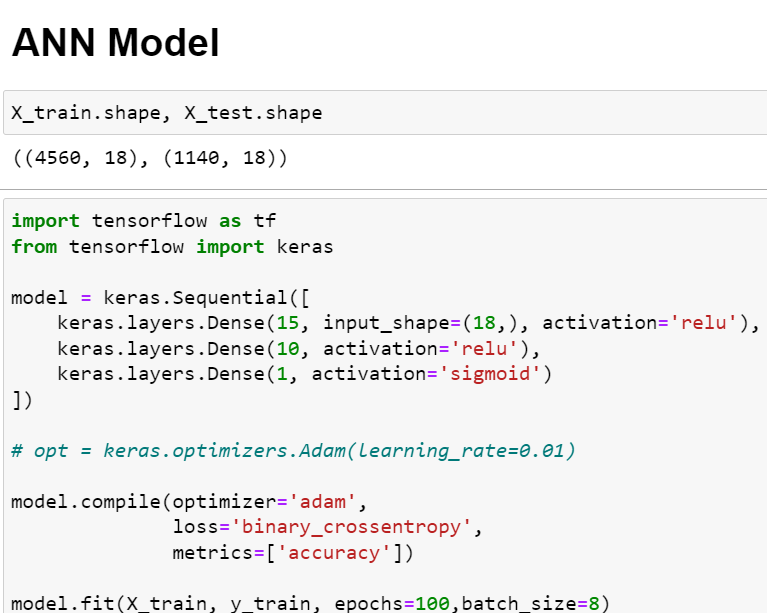 ANN Model
X_train.shape, X_test.shape
((4560, 18), (1140, 18))
import tensorflow as tf
from tensorflow import keras
model = keras.Sequential([
    keras.layers.Dense(15, input_shape=(18,), activation='relu'),
    keras.layers.Dense(10, activation='relu'),
    keras.layers.Dense(1, activation='sigmoid')
])
# opt = keras.optimizers.Adam(learning_rate=0.01)
model.compile(optimizer='adam',
              loss='binary_crossentropy',
              metrics=['accuracy'])
model.fit(X_train, y_train, epochs=100,batch_size=8)